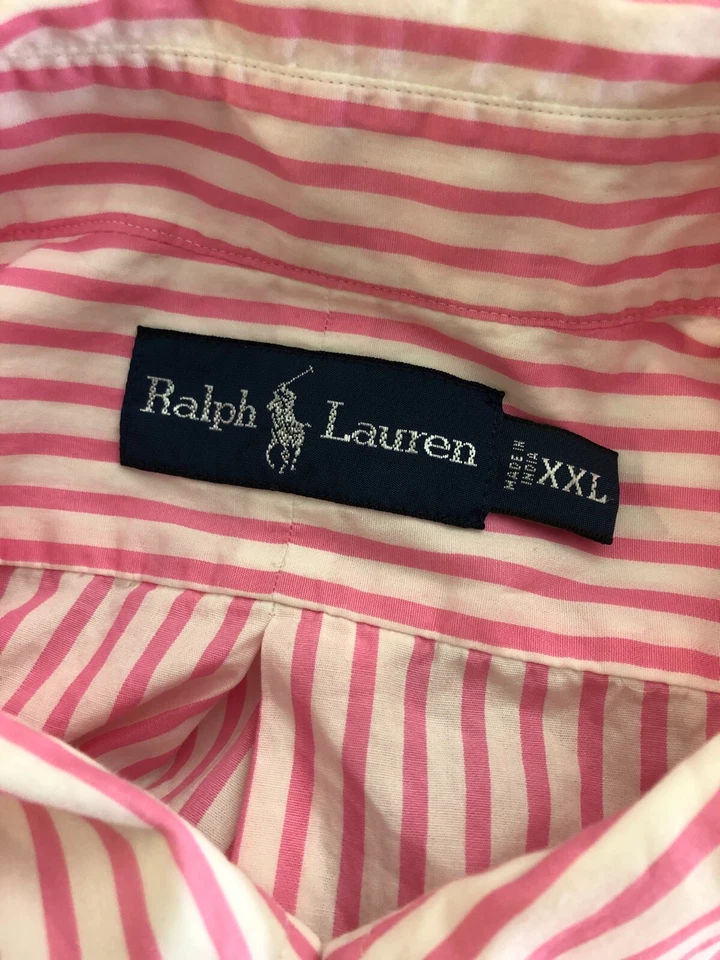 Ralph Lauren
MADE IN
INDIA
XXL